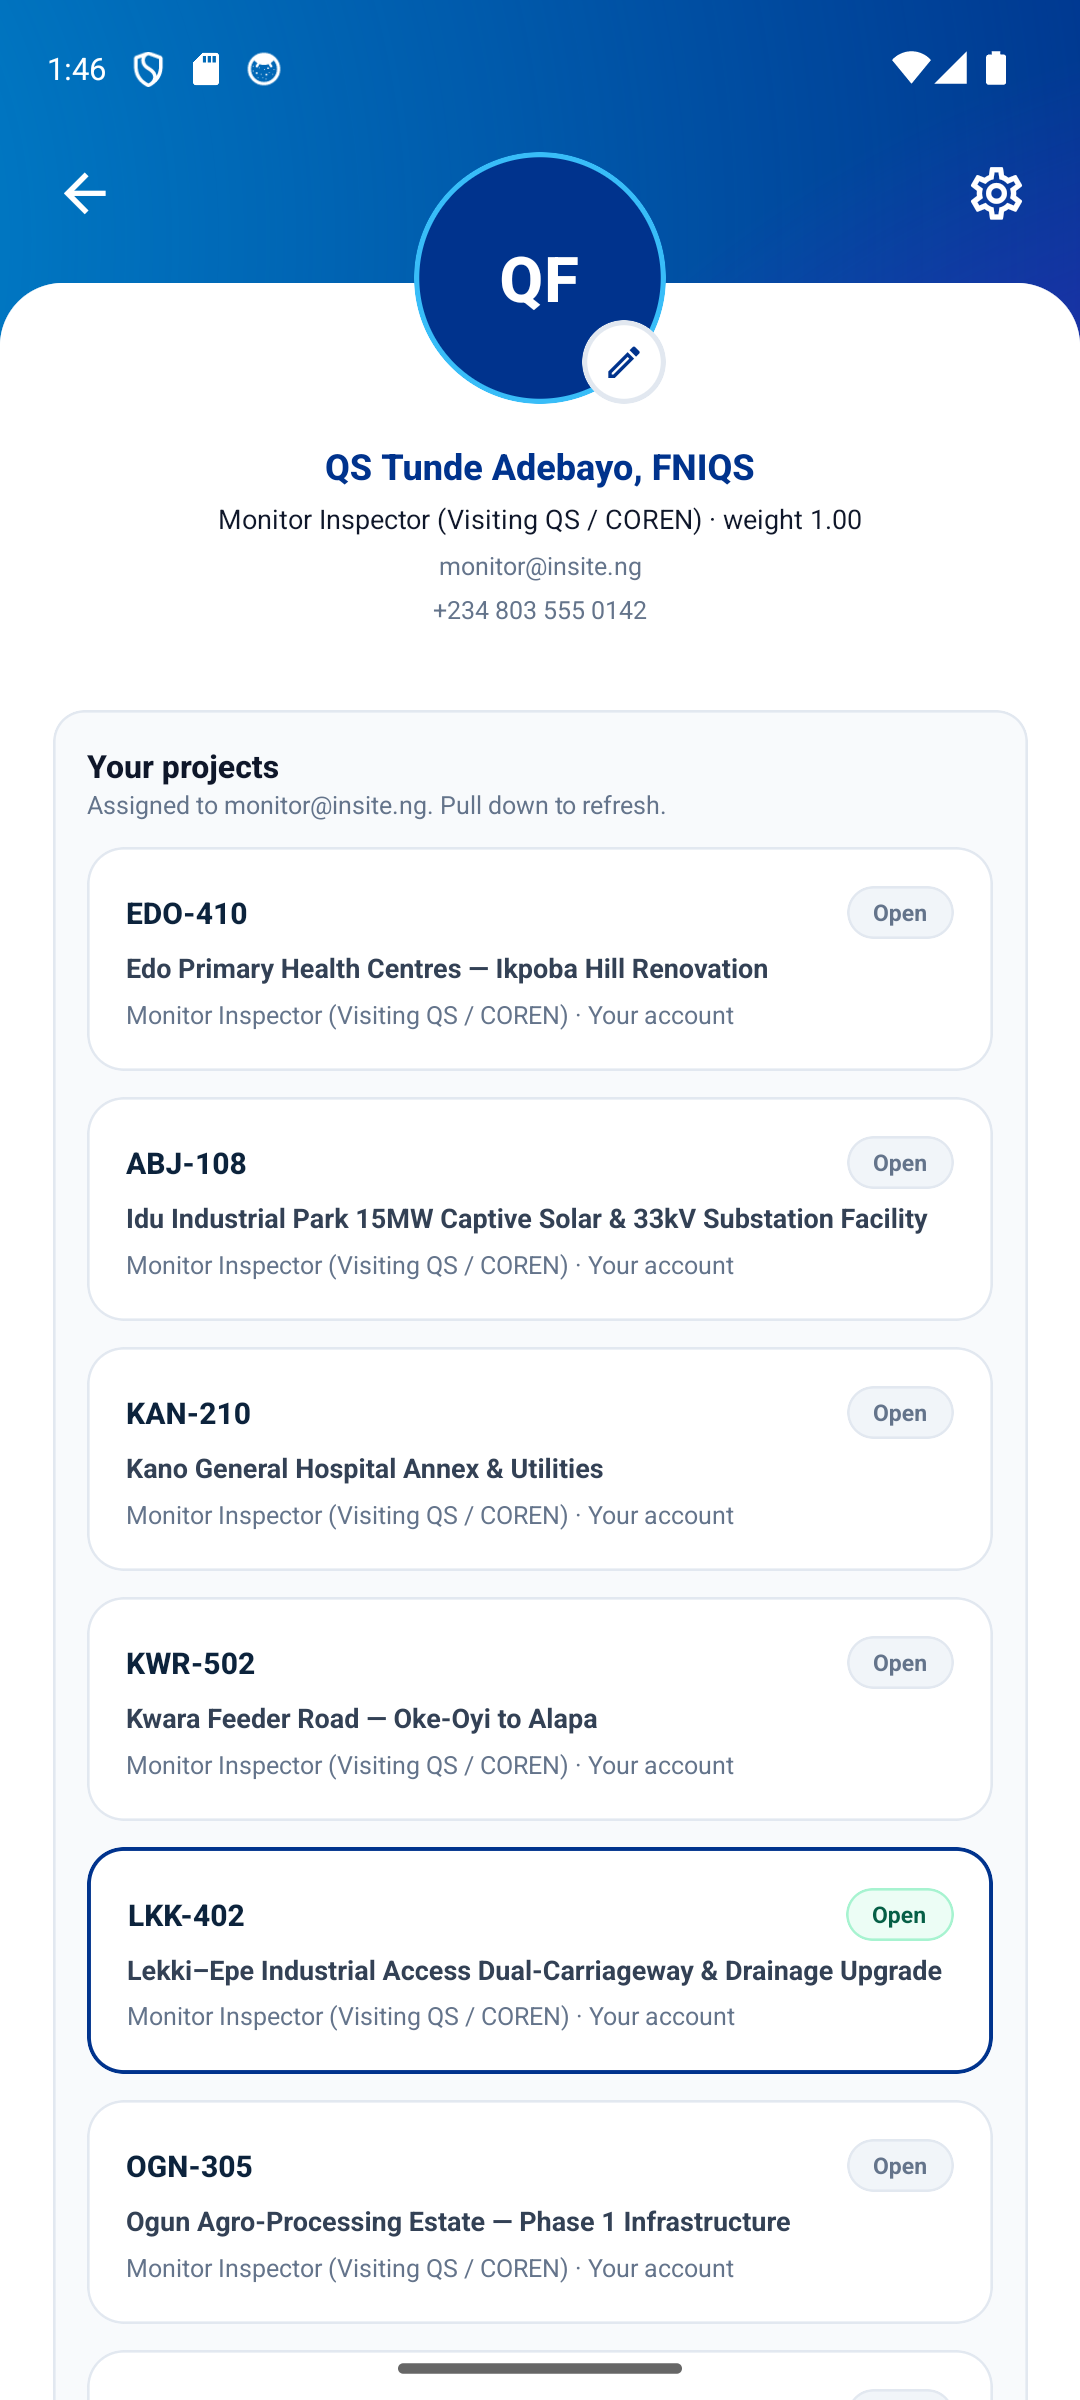 1:46
QF
QS Tunde Adebayo, FNIQS
Monitor Inspector (Visiting QS / COREN) · weight 1.00
monitor@insite.ng
+234 803 555 0142
Your projects
Assigned to monitor@insite.ng. Pull down to refresh.
EDO-410
Open
Edo Primary Health Centres — Ikpoba Hill Renovation
Monitor Inspector (Visiting QS / COREN) · Your account
ABJ-108
Open
Idu Industrial Park 15MW Captive Solar & 33kV Substation Facility
Monitor Inspector (Visiting QS / COREN) · Your account
KAN-210
Open
Kano General Hospital Annex & Utilities
Monitor Inspector (Visiting QS / COREN) · Your account
KWR-502
Open
Kwara Feeder Road — Oke-Oyi to Alapa
Monitor Inspector (Visiting QS / COREN) · Your account
LKK-402
Open
Lekki–Epe Industrial Access Dual-Carriageway & Drainage Upgrade
Monitor Inspector (Visiting QS / COREN) · Your account
OGN-305
Open
Ogun Agro-Processing Estate — Phase 1 Infrastructure
Monitor Inspector (Visiting QS / COREN) · Your account